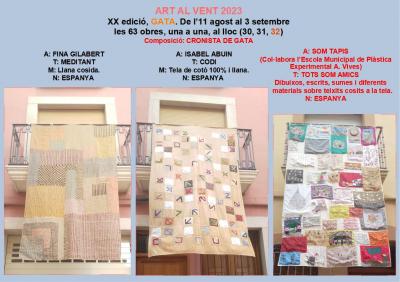 ART AL VENT 2023
XX edició, GATA. De l'11 agost al 3 setembre
les 63 obres, una a una, al lloc (30, 31, 32)
Composició: CRONISTA DE GATA
A: FINA GILABERT
T: MEDITANT
M: Llana cosida.
N: ESPANYA
A: ISABEL ABUIN
T: CODI
M: Tela de cotó 100% i llana.
N: ESPANYA
A: SOM TAPIS
(Col·labora l'Escola Municipal de Plàstica
Experimental A. Vives)
T: TOTS SOM AMICS
Dibuixos, escrits, sumes i diferents
materials sobre teixits cosits a la tela.
N: ESPANYA